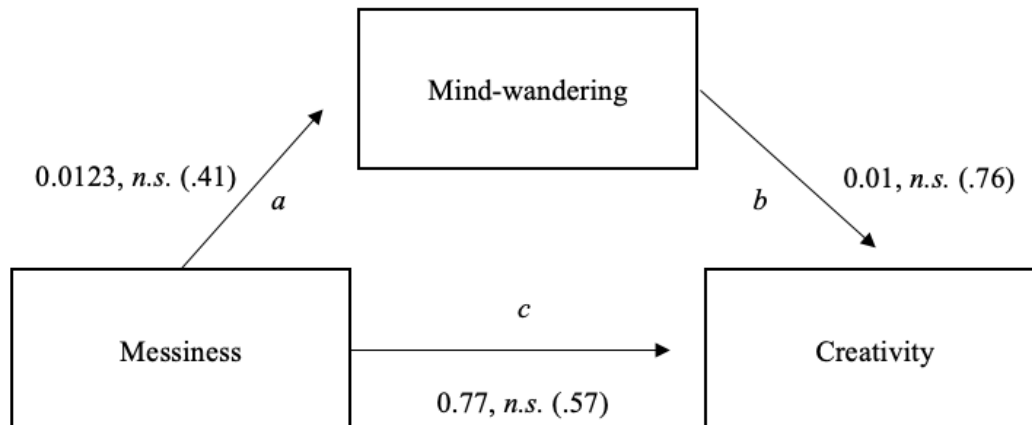 Mind-wandering
0.0123, n.s. (.41)
0.01, n.s. (.76)
a
b
c
Messiness
Creativity
0.77, n.s. (.57)